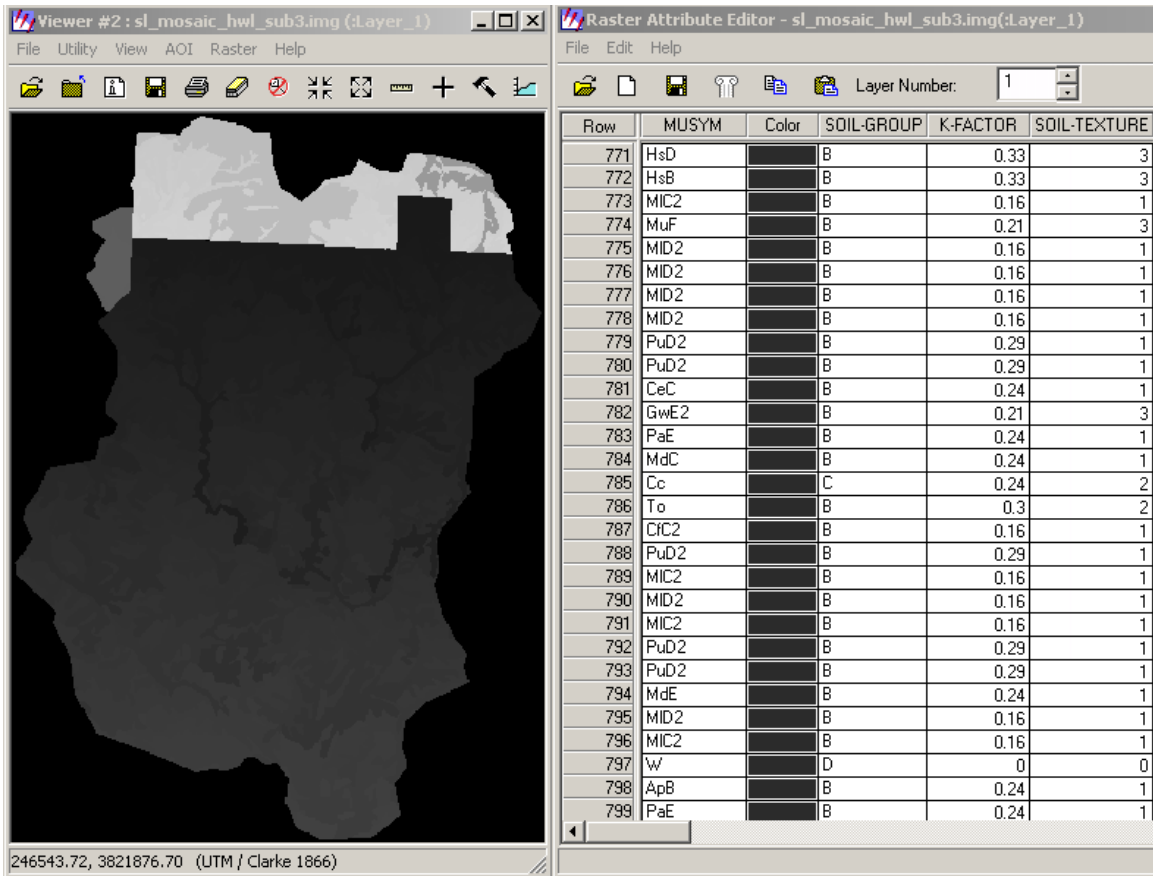 Viewer #2 : sl_mosaic_hwl_sub3.img (:Layer_1)
File Utility View AOI Raster Help
246543.72, 3821876.70 (UTM / Clarke 1866)
Raster Attribute Editor - sl_mosaic_hwl_sub3.img(:Layer_1)
File Edit Help
Layer Number: 1
Row MUSYM Color SOIL-GROUP K-FACTOR SOIL-TEXTURE
771 HsD B 0.33 3
772 HsB B 0.33 3
773 MIC2 B 0.16 1
774 MuF B 0.21 3
775 MID2 B 0.16 1
776 MID2 B 0.16 1
777 MID2 B 0.16 1
778 MID2 B 0.16 1
779 PuD2 B 0.29 1
780 PuD2 B 0.29 1
781 CeC B 0.24 1
782 GwE2 B 0.21 3
783 PaE B 0.24 1
784 MdC B 0.24 1
785 Cc C 0.24 2
786 To B 0.3 2
787 CfC2 B 0.16 1
788 PuD2 B 0.29 1
789 MIC2 B 0.16 1
790 MID2 B 0.16 1
791 MIC2 B 0.16 1
792 PuD2 B 0.29 1
793 PuD2 B 0.29 1
794 MdE B 0.24 1
795 MID2 B 0.16 1
796 MIC2 B 0.16 1
797 W D 0 0
798 ApB B 0.24 1
799 PaE B 0.24 1